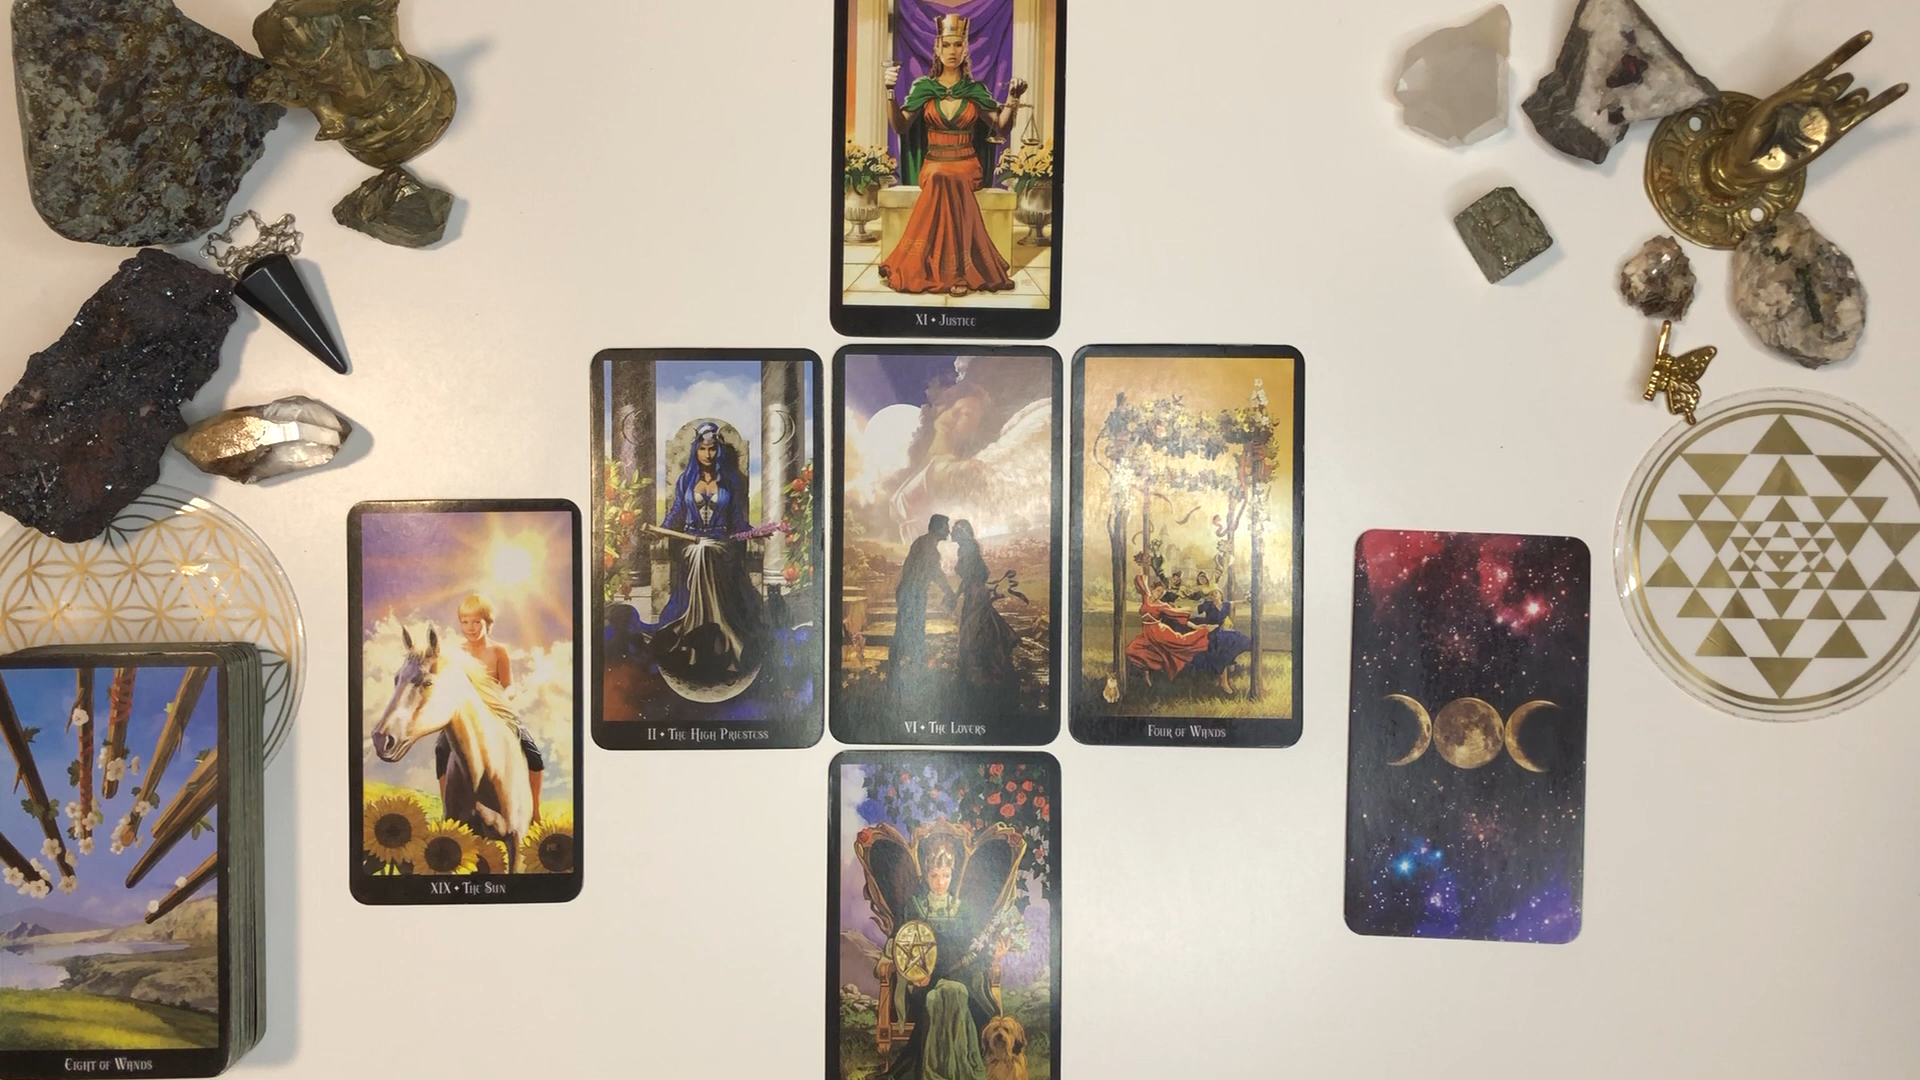 XI • Justice
II • The High Priestess
VI • The Lovers
Four of Wands
XIX • The Sun
Eight of Wands